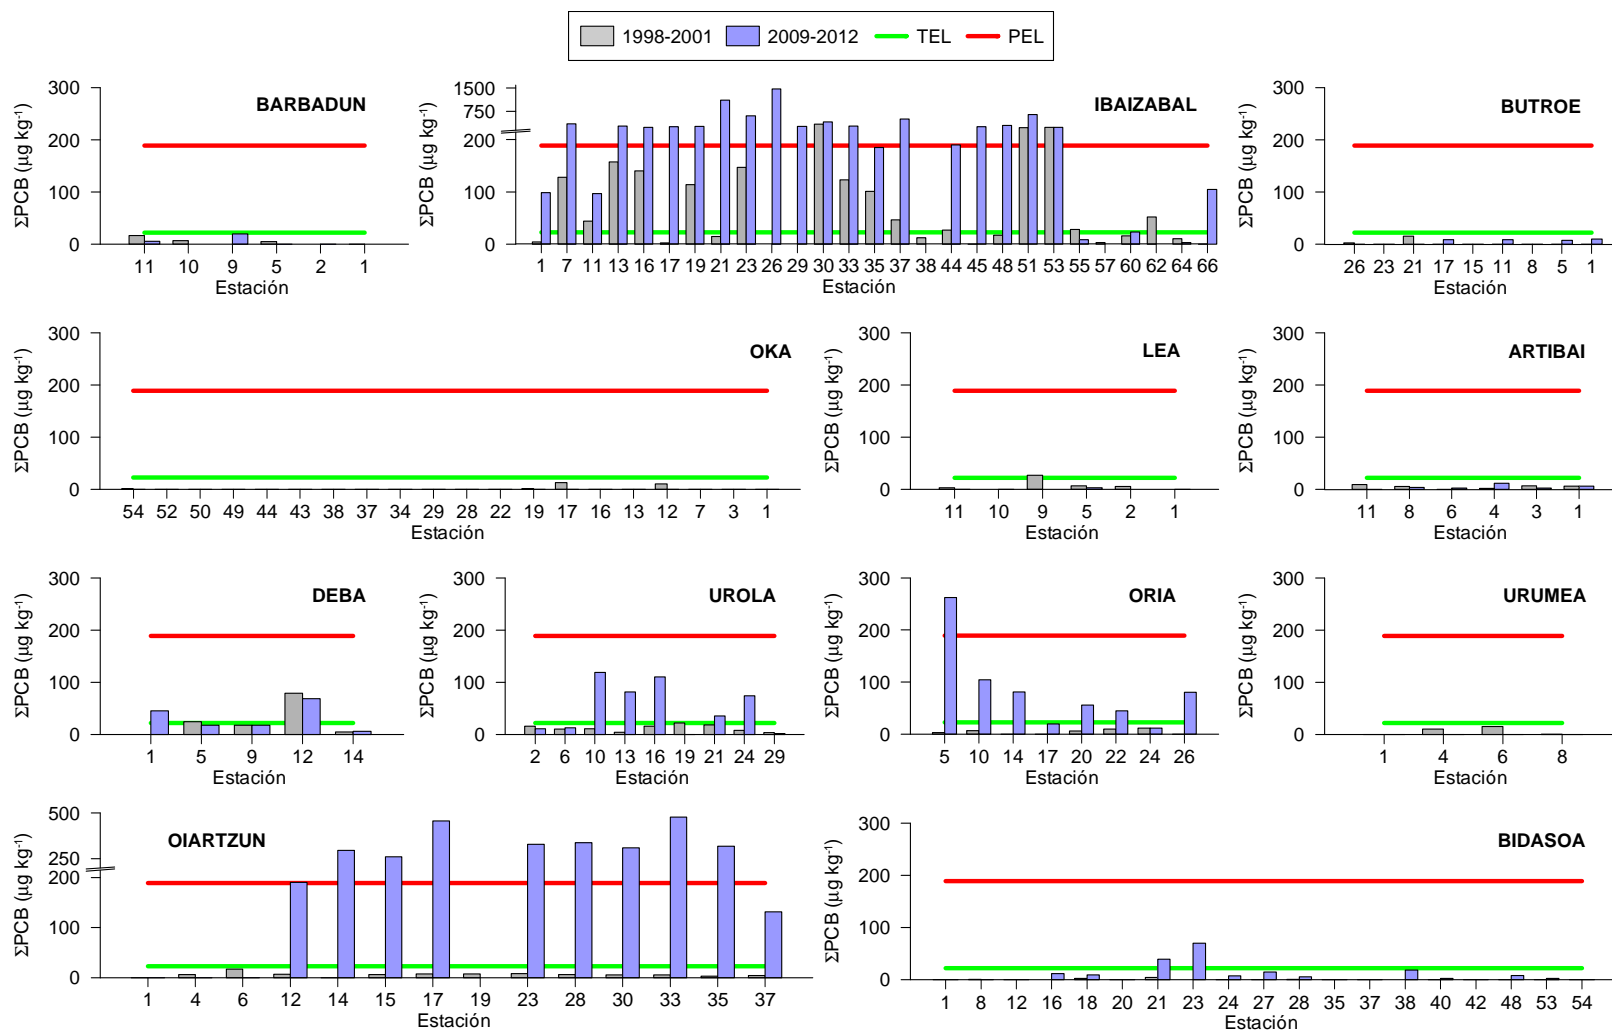 1998-2001 2009-2012 TEL PEL
BARBADUN
ΣPCB (µg kg-1)
300
200
100
0
11 10 9 5 2 1
Estación
IBAIZABAL
ΣPCB (µg kg-1)
1500
750
200
100
0
1 7 11 13 16 17 19 21 23 26 29 30 33 35 37 38 44 45 48 51 53 55 57 60 62 64 66
Estación
BUTROE
ΣPCB (µg kg-1)
300
200
100
0
26 23 21 17 15 11 8 5 1
Estación
OKA
ΣPCB (µg kg-1)
300
200
100
0
54 52 50 49 44 43 38 37 34 29 28 22 19 17 16 13 12 7 3 1
Estación
LEA
ΣPCB (µg kg-1)
300
200
100
0
11 10 9 5 2 1
Estación
ARTIBAI
ΣPCB (µg kg-1)
300
200
100
0
11 8 6 4 3 1
Estación
DEBA
ΣPCB (µg kg-1)
300
200
100
0
1 5 9 12 14
Estación
UROLA
ΣPCB (µg kg-1)
300
200
100
0
2 6 10 13 16 19 21 24 29
Estación
ORIA
ΣPCB (µg kg-1)
300
200
100
0
5 10 14 17 20 22 24 26
Estación
URUMEA
ΣPCB (µg kg-1)
300
200
100
0
1 4 6 8
Estación
OIARTZUN
ΣPCB (µg kg-1)
500
250
200
100
0
1 4 6 12 14 15 17 19 23 28 30 33 35 37
Estación
BIDASOA
ΣPCB (µg kg-1)
300
200
100
0
1 8 12 16 18 20 21 23 24 27 28 35 37 38 40 42 48 53 54
Estación